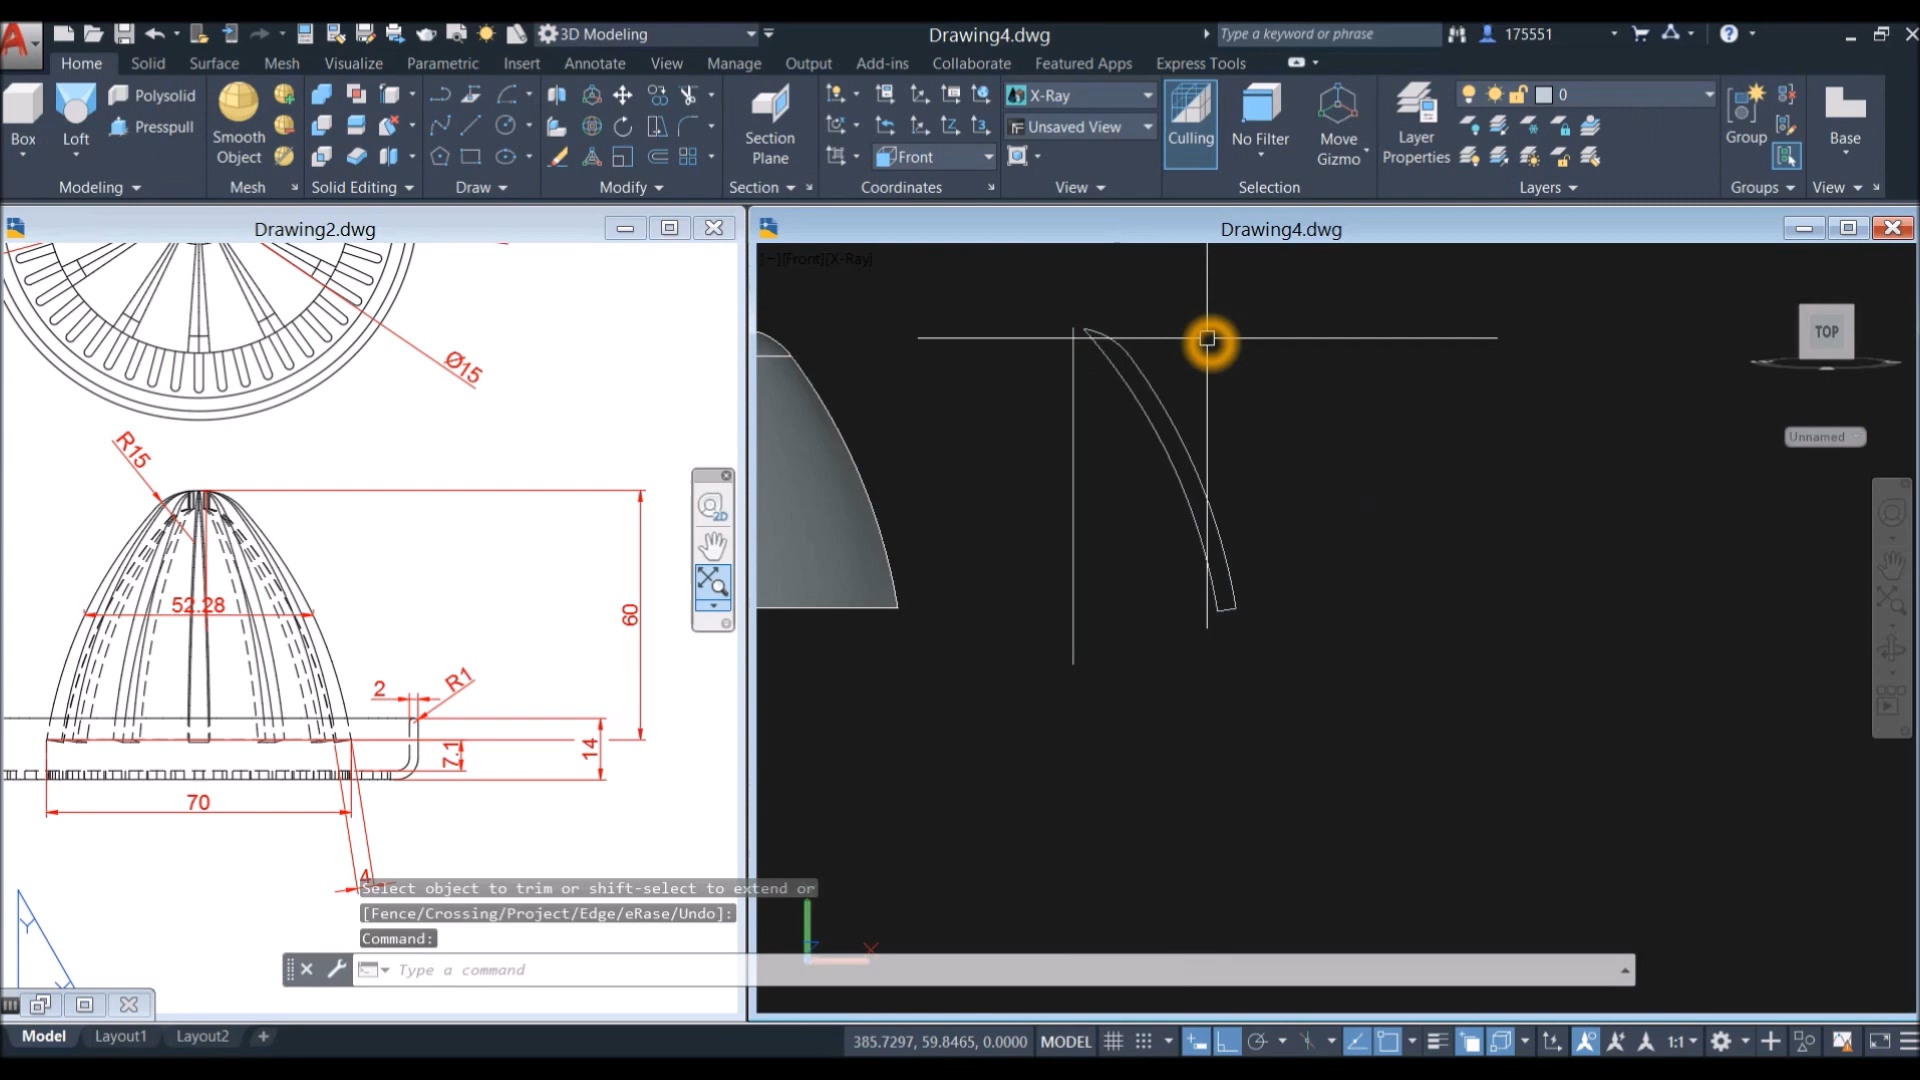 3D Modeling
Drawing4.dwg
Type a keyword or phrase
175551
Home
Solid
Surface
Mesh
Visualize
Parametric
Insert
Annotate
View
Manage
Output
Add-ins
Collaborate
Featured Apps
Express Tools
Box
Loft
Polysolid
Presspull
Smooth
Object
Section
Plane
Front
X-Ray
Unsaved View
Culling
No Filter
Move
Gizmo
Layer
Properties
0
Group
Base
Modeling
Mesh
Solid Editing
Draw
Modify
Section
Coordinates
View
Selection
Layers
Groups
View
Drawing2.dwg
Drawing4.dwg
[−][Front][X-Ray]
TOP
Unnamed
Ø15
R15
2D
52.28
60
2
R1
7.1
14
70
4
Y
Select object to trim or shift-select to extend or
[Fence/Crossing/Project/Edge/eRase/Undo]:
Command:
Type a command
Model
Layout1
Layout2
385.7297, 59.8465, 0.0000
MODEL
1:1